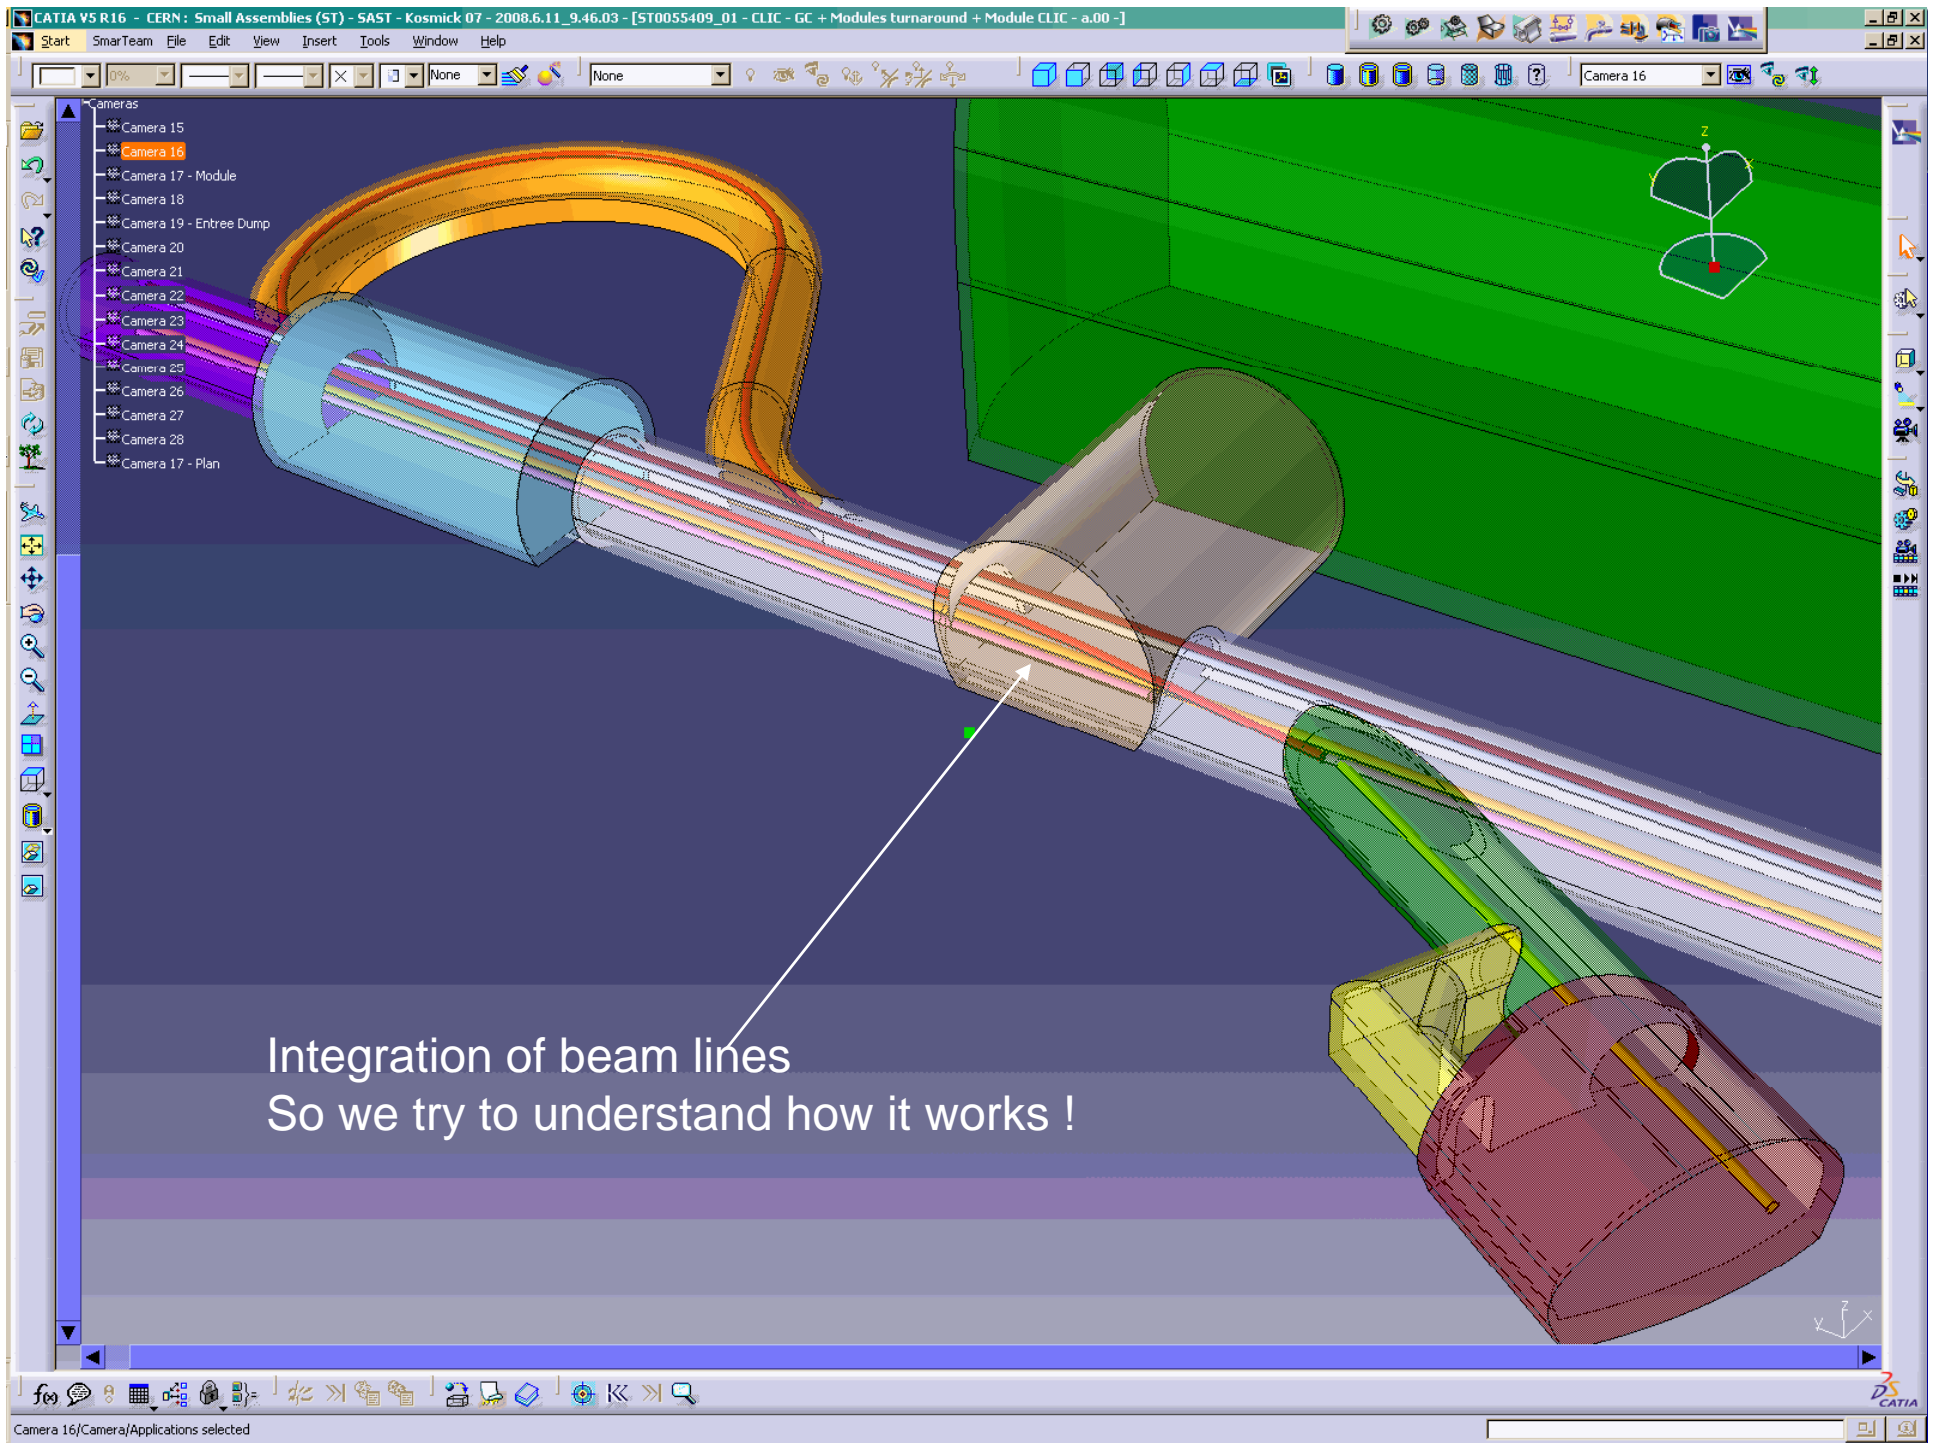 CATIA V5 R16 - CERN : Small Assemblies (ST) - SAST - Kosmick 07 - 2008.6.11_9.46.03 - [ST0055409_01 - CLIC - GC + Modules turnaround + Module CLIC - a.00 -]
Start SmarTeam File Edit View Insert Tools Window Help
0% None None Camera 16
Cameras
Camera 15
Camera 16
Camera 17 - Module
Camera 18
Camera 19 - Entree Dump
Camera 20
Camera 21
Camera 22
Camera 23
Camera 24
Camera 25
Camera 26
Camera 27
Camera 28
Camera 17 - Plan
z
x
y
Integration of beam lines
So we try to understand how it works !
z
y x
f(x)
CATIA
Camera 16/Camera/Applications selected